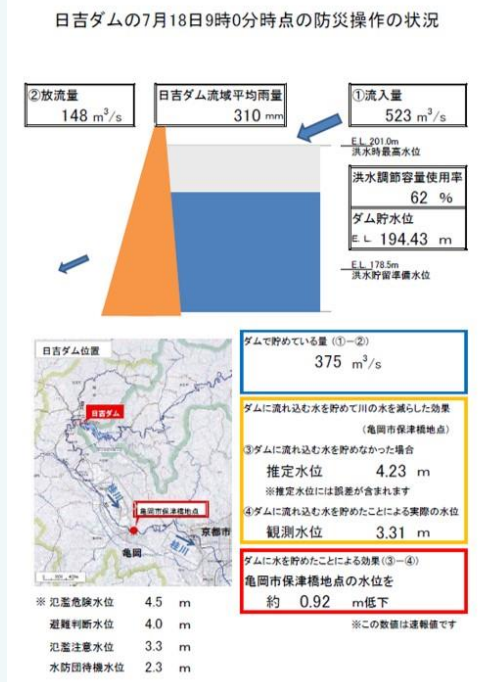 日吉ダムの7月18日9時0分時点の防災操作の状況
②放流量
148 m³/s
日吉ダム流域平均雨量
310 mm
①流入量
523 m³/s
E.L. 201.0m
洪水時最高水位
洪水調節容量使用率
62 %
ダム貯水位
E. L 194.43 m
E.L. 178.5m
洪水貯留準備水位
日吉ダム位置
日吉ダム
桂川
亀岡市保津橋地点
京都市
亀岡
桂川
ダムで貯めている量(①-②)
375 m³/s
ダムに流れ込む水を貯めて川の水を減らした効果
(亀岡市保津橋地点)
③ダムに流れ込む水を貯めなかった場合
推定水位 4.23 m
※推定水位には誤差が含まれます
④ダムに流れ込む水を貯めたことによる実際の水位
観測水位 3.31 m
ダムに水を貯めたことによる効果(③-④)
亀岡市保津橋地点の水位を
約 0.92 m低下
※この数値は速報値です
※ 氾濫危険水位 4.5 m
避難判断水位 4.0 m
氾濫注意水位 3.3 m
水防団待機水位 2.3 m